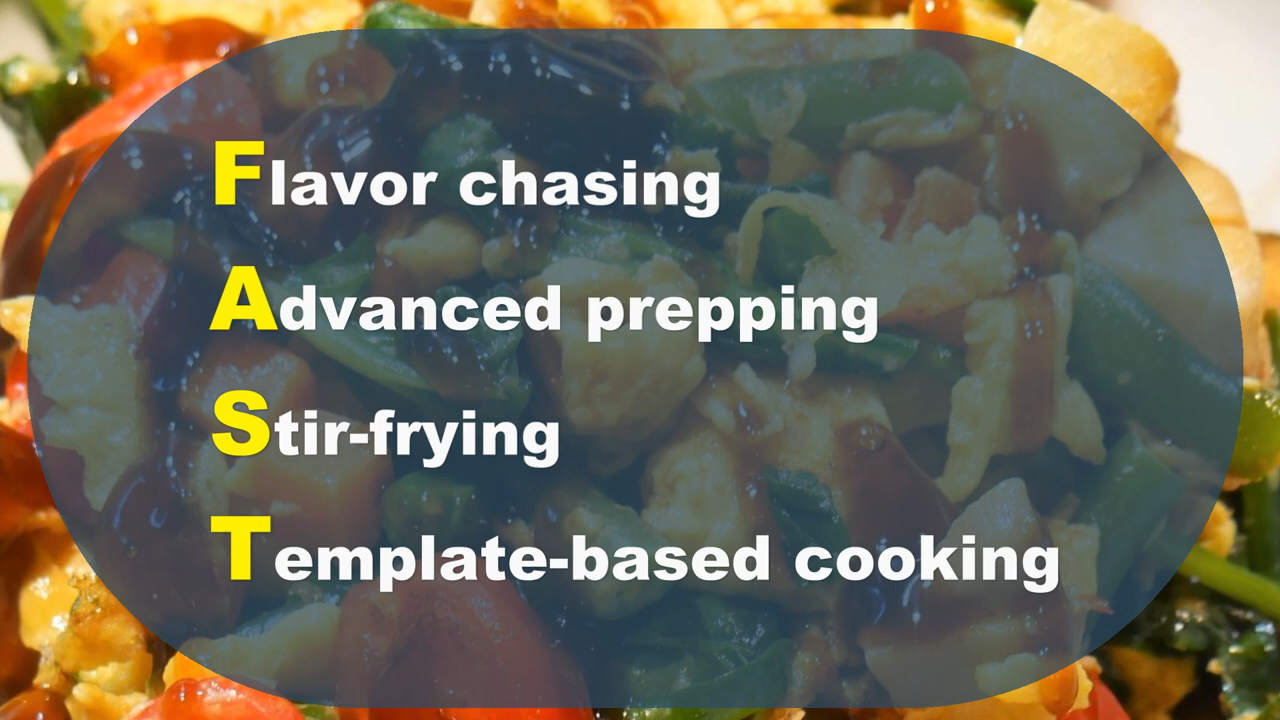 Flavor chasing
Advanced prepping
Stir-frying
Template-based cooking